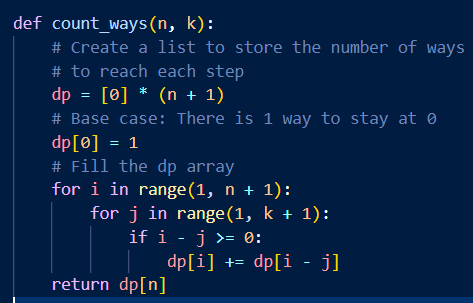 def count_ways(n, k):
    # Create a list to store the number of ways
    # to reach each step
    dp = [0] * (n + 1)
    # Base case: There is 1 way to stay at 0
    dp[0] = 1
    # Fill the dp array
    for i in range(1, n + 1):
        for j in range(1, k + 1):
            if i - j >= 0:
                dp[i] += dp[i - j]
    return dp[n]